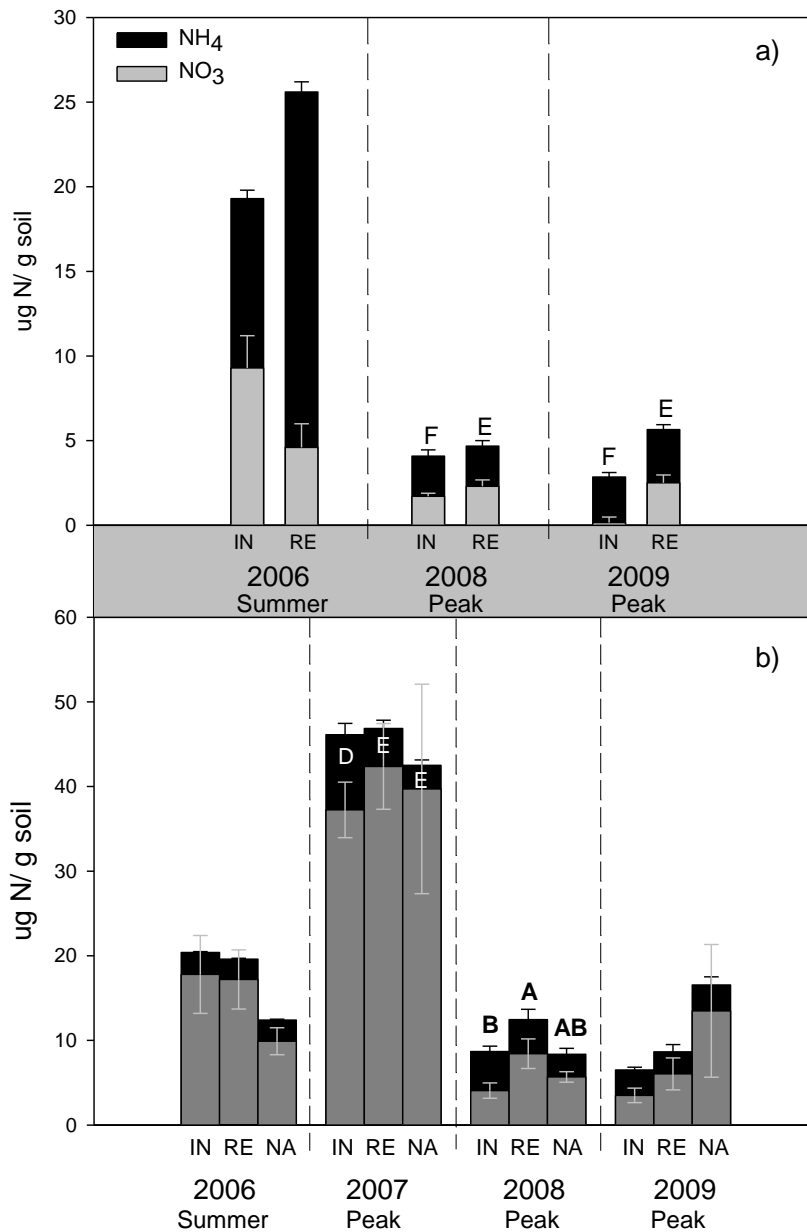 30
25
20
15
10
5
0
ug N/ g soil
NH4
NO3
a)
F E F E
IN RE IN RE IN RE
2006 2008 2009
Summer Peak Peak
60
50
40
30
20
10
0
ug N/ g soil
b)
D E E
B A AB
IN RE NA IN RE NA IN RE NA IN RE NA
2006 2007 2008 2009
Summer Peak Peak Peak